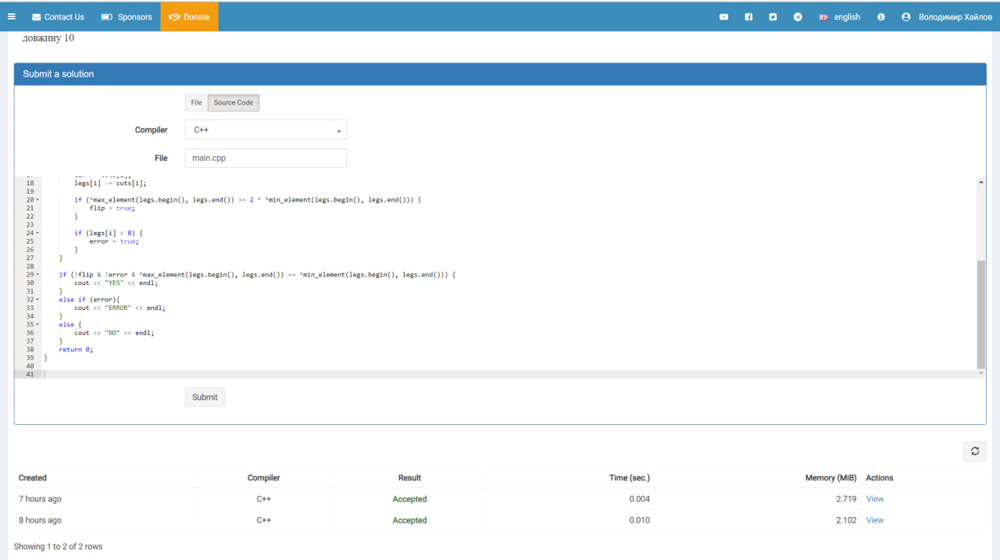 Contact Us Sponsors Donate english Володимир Хайлов
довжину 10
Submit a solution
File Source Code
Compiler C++
File main.cpp
18 legs[i] -= cuts[i];
19
20 if (*max_element(legs.begin(), legs.end()) >= 2 * *min_element(legs.begin(), legs.end())) {
21 flip = true;
22 }
23
24 if (legs[i] < 0) {
25 error = true;
26 }
27 }
28
29 if (!flip & !error & *max_element(legs.begin(), legs.end()) == *min_element(legs.begin(), legs.end())) {
30 cout << "YES" << endl;
31 }
32 else if (error){
33 cout << "ERROR" << endl;
34 }
35 else {
36 cout << "NO" << endl;
37 }
38 return 0;
39 }
40
41
Submit
Created Compiler Result Time (sec.) Memory (MiB) Actions
7 hours ago C++ Accepted 0.004 2.719 View
8 hours ago C++ Accepted 0.010 2.102 View
Showing 1 to 2 of 2 rows